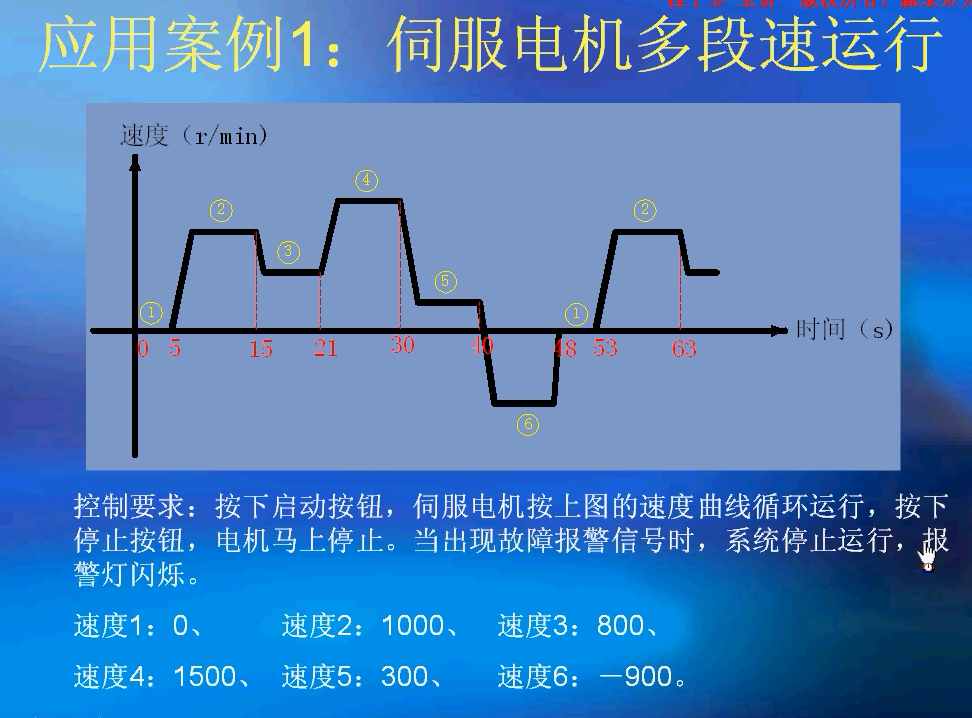 应用案例1：伺服电机多段速运行
速度（r/min）
④
② ②
③
⑤
① ①
时间（s）
0 5 15 21 30 40 48 53 63
⑥
控制要求：按下启动按钮，伺服电机按上图的速度曲线循环运行，按下
停止按钮，电机马上停止。当出现故障报警信号时，系统停止运行，报
警灯闪烁。
速度1：0、 速度2：1000、 速度3：800、
速度4：1500、 速度5：300、 速度6：－900。